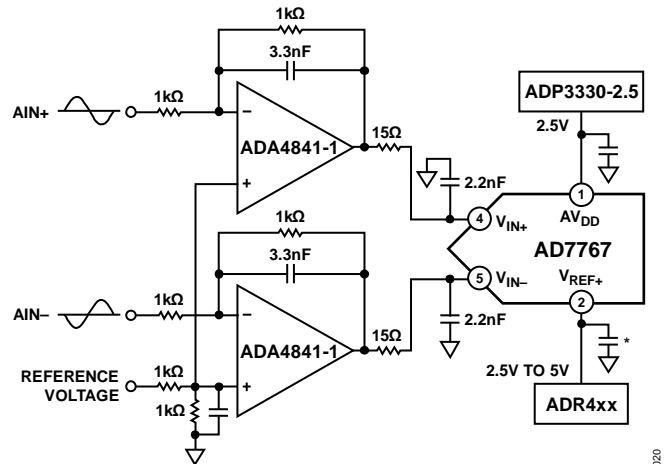 1kΩ
3.3nF
AIN+
1kΩ
−
ADA4841-1
+
15Ω
2.2nF
ADP3330-2.5
2.5V
1
AVDD
4
VIN+
AD7767
1kΩ
3.3nF
5
VIN−
VREF+
2
AIN−
1kΩ
−
ADA4841-1
+
15Ω
2.2nF
*
2.5V TO 5V
ADR4xx
REFERENCE
VOLTAGE
1kΩ
1kΩ
020